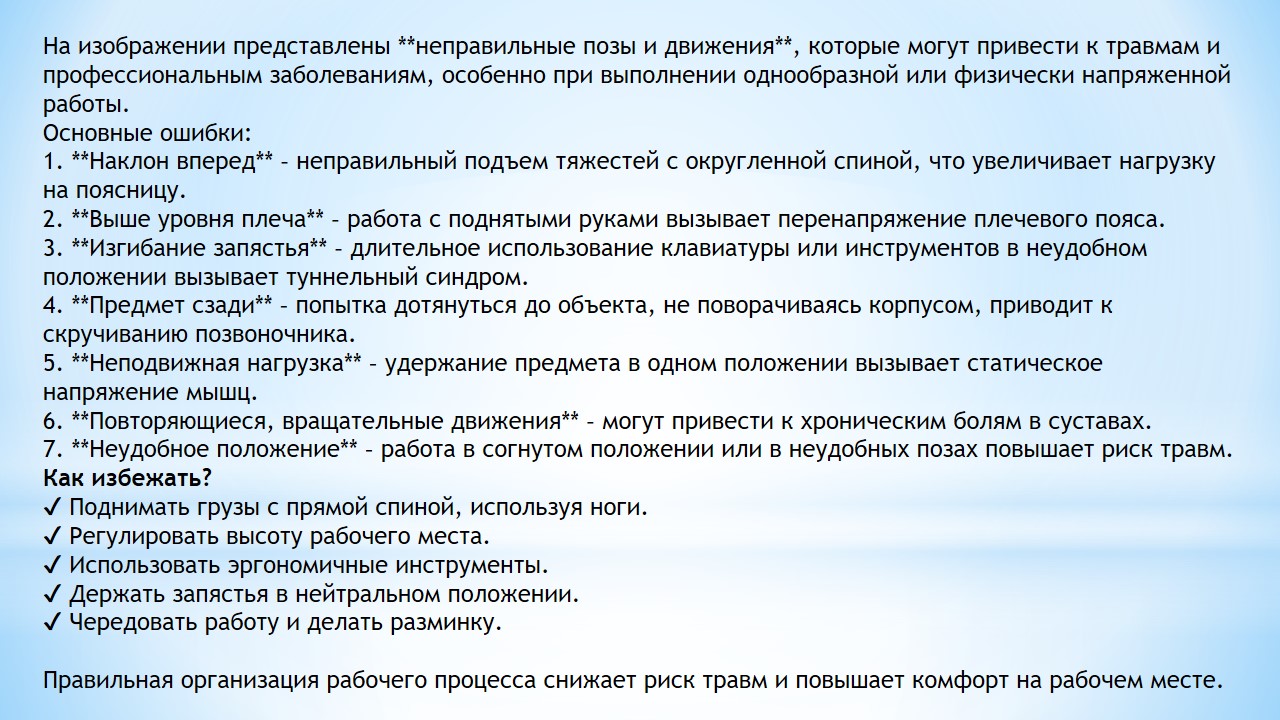 На изображении представлены **неправильные позы и движения**, которые могут привести к травмам и
профессиональным заболеваниям, особенно при выполнении однообразной или физически напряженной
работы.
Основные ошибки:
1. **Наклон вперед** – неправильный подъем тяжестей с округленной спиной, что увеличивает нагрузку
на поясницу.
2. **Выше уровня плеча** – работа с поднятыми руками вызывает перенапряжение плечевого пояса.
3. **Изгибание запястья** – длительное использование клавиатуры или инструментов в неудобном
положении вызывает туннельный синдром.
4. **Предмет сзади** – попытка дотянуться до объекта, не поворачиваясь корпусом, приводит к
скручиванию позвоночника.
5. **Неподвижная нагрузка** – удержание предмета в одном положении вызывает статическое
напряжение мышц.
6. **Повторяющиеся, вращательные движения** – могут привести к хроническим болям в суставах.
7. **Неудобное положение** – работа в согнутом положении или в неудобных позах повышает риск травм.
Как избежать?
✔ Поднимать грузы с прямой спиной, используя ноги.
✔ Регулировать высоту рабочего места.
✔ Использовать эргономичные инструменты.
✔ Держать запястья в нейтральном положении.
✔ Чередовать работу и делать разминку.
Правильная организация рабочего процесса снижает риск травм и повышает комфорт на рабочем месте.